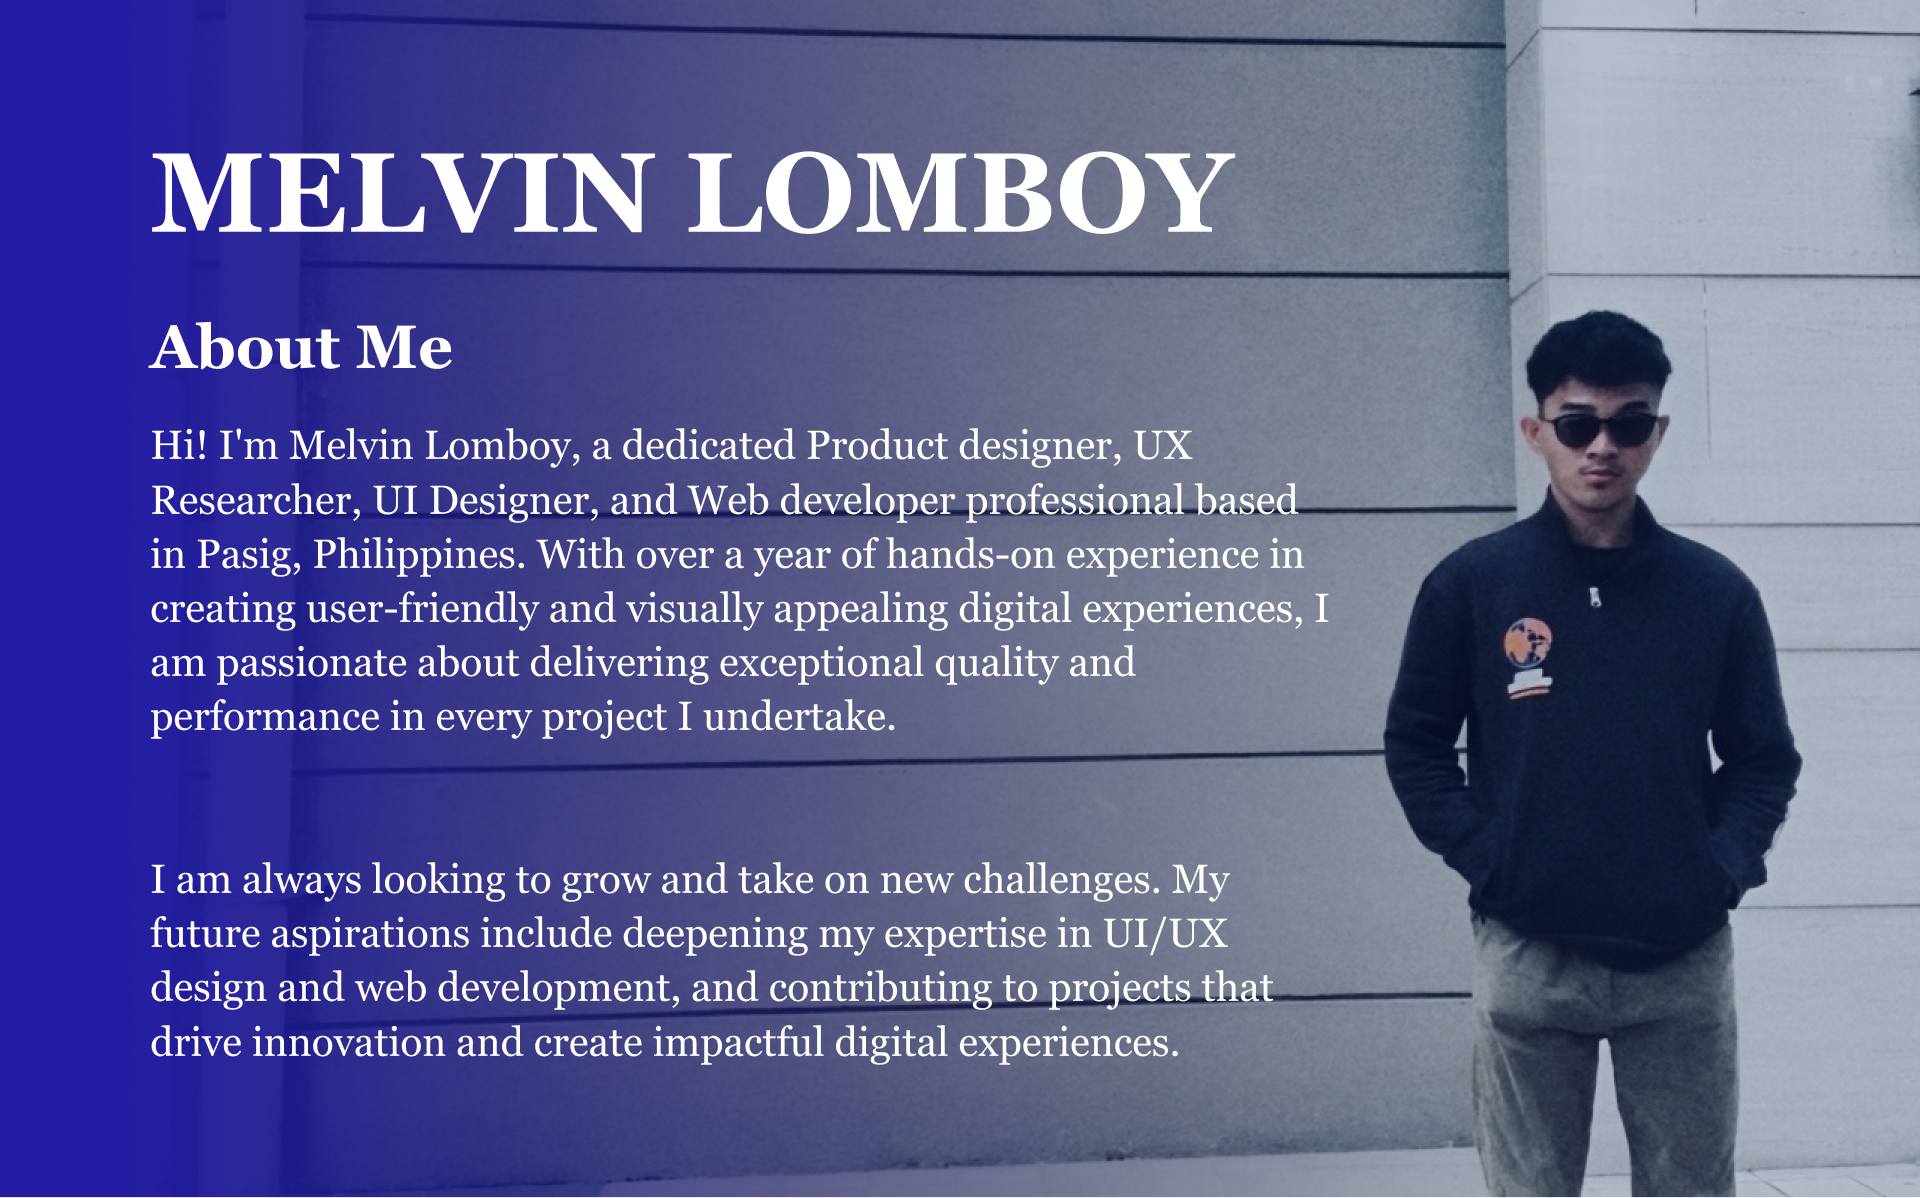 MELVIN LOMBOY
About Me
Hi! I'm Melvin Lomboy, a dedicated Product designer, UX
Researcher, UI Designer, and Web developer professional based
in Pasig, Philippines. With over a year of hands-on experience in
creating user-friendly and visually appealing digital experiences, I
am passionate about delivering exceptional quality and
performance in every project I undertake.
I am always looking to grow and take on new challenges. My
future aspirations include deepening my expertise in UI/UX
design and web development, and contributing to projects that
drive innovation and create impactful digital experiences.